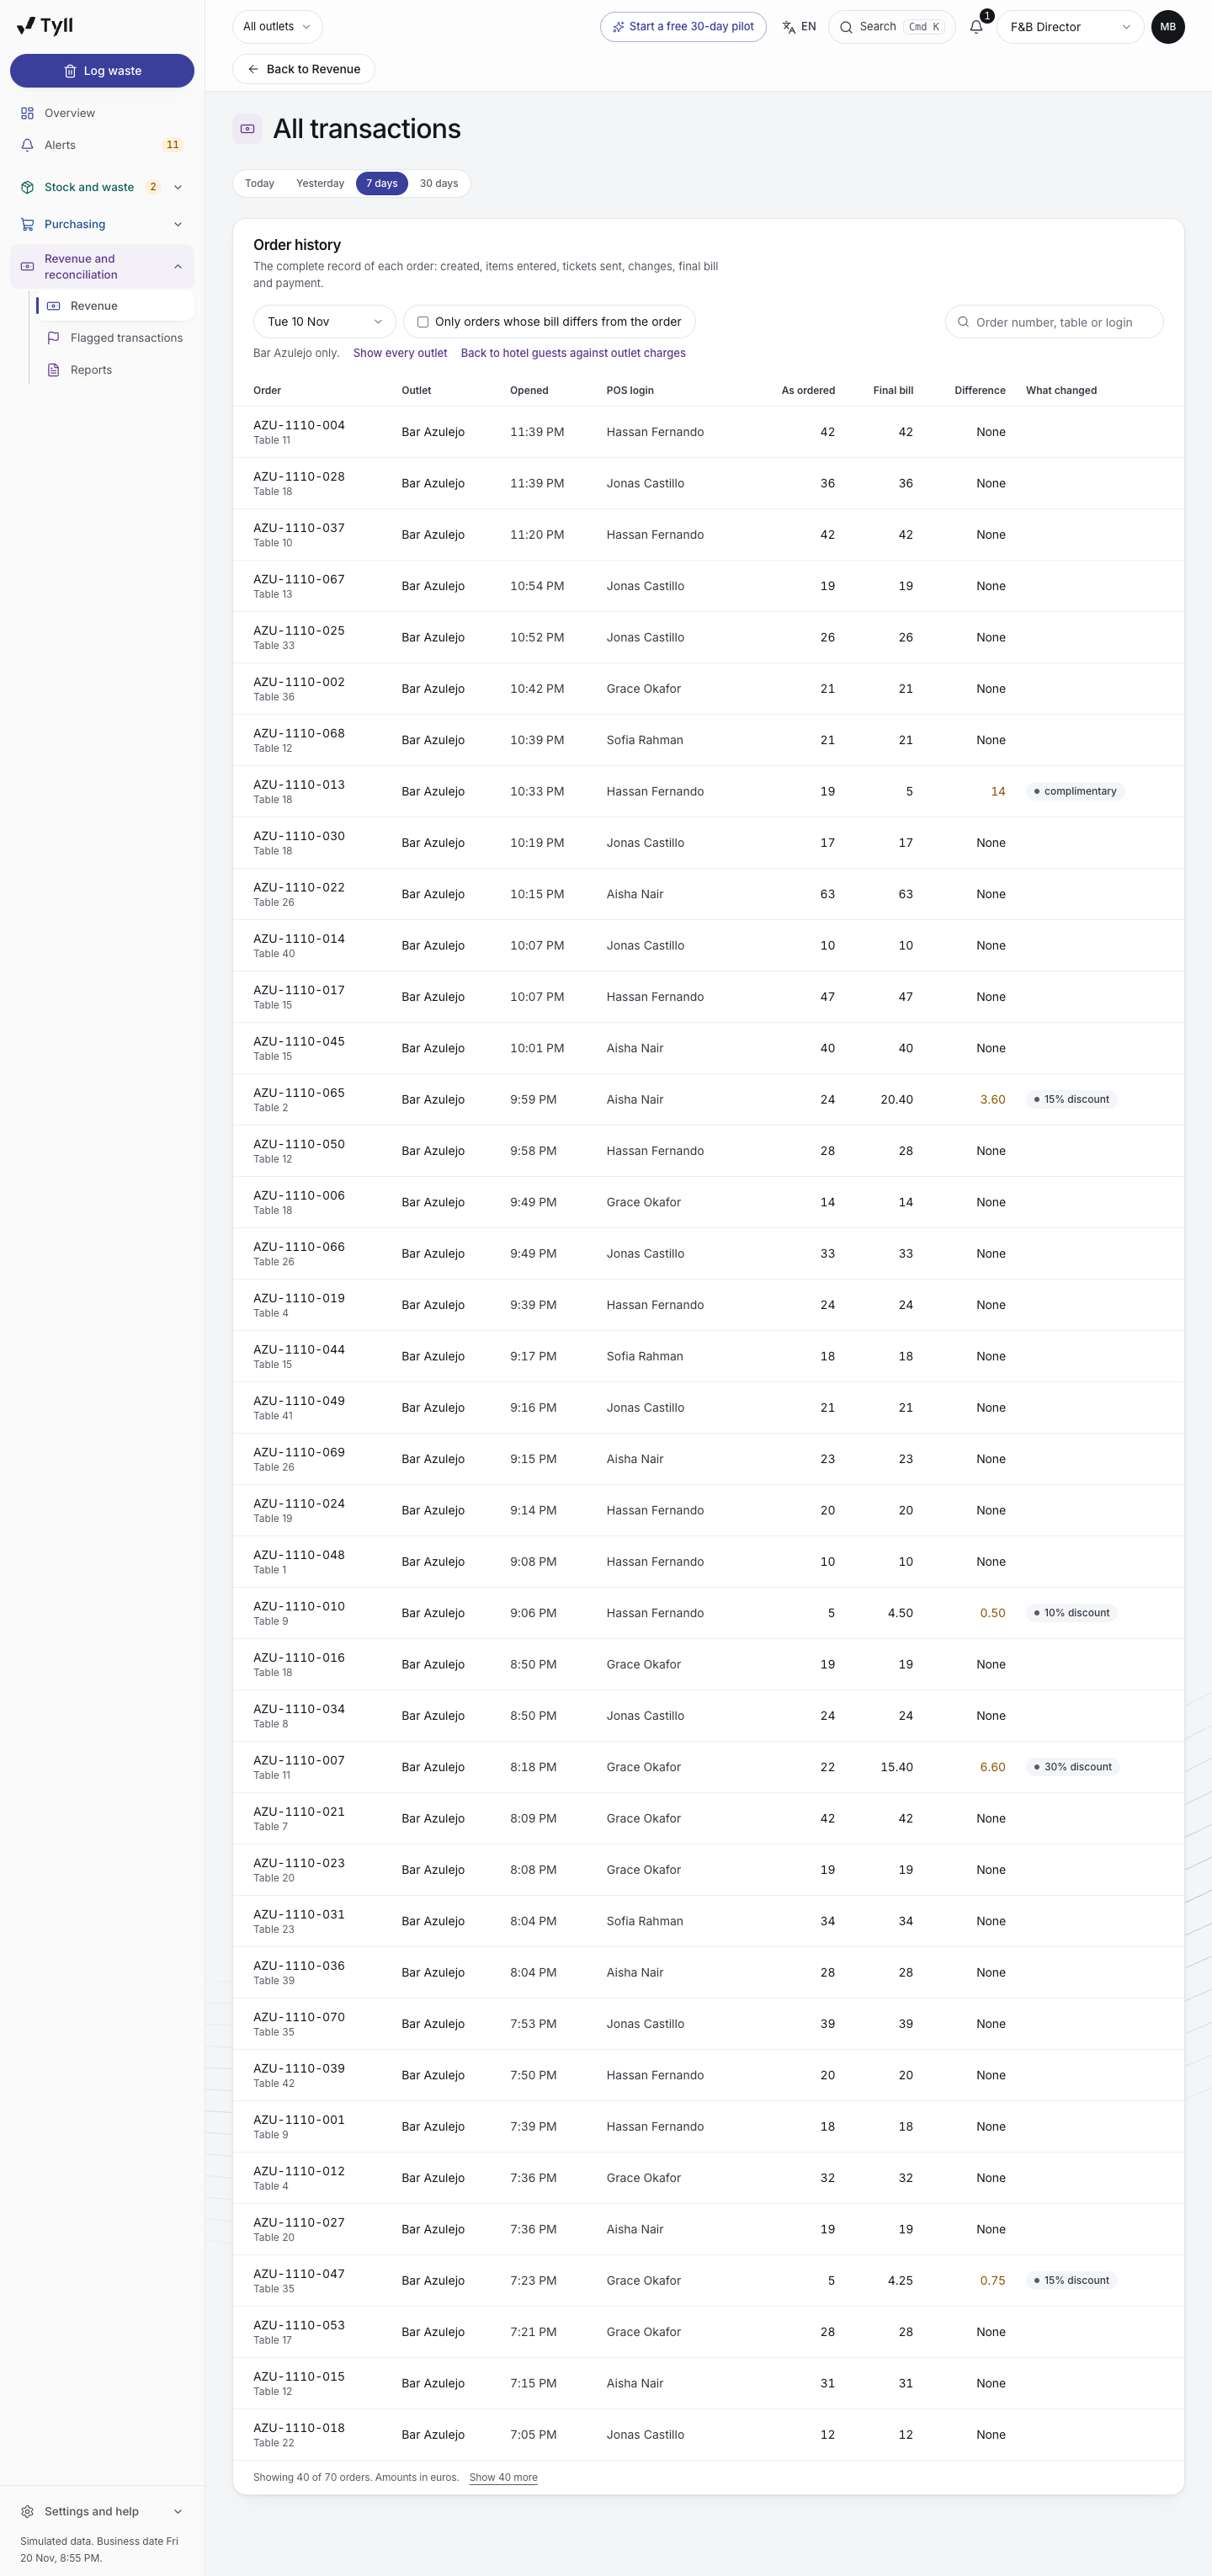 Tyll
All outlets
Start a free 30-day pilot
EN
Search Cmd K
1
F&B Director
MB
Log waste
Back to Revenue
Overview
Alerts 11
Stock and waste 2
Purchasing
Revenue and
reconciliation
Revenue
Flagged transactions
Reports
All transactions
Today Yesterday 7 days 30 days
Order history
The complete record of each order: created, items entered, tickets sent, changes, final bill
and payment.
Tue 10 Nov
Only orders whose bill differs from the order
Order number, table or login
Bar Azulejo only. Show every outlet Back to hotel guests against outlet charges
Order Outlet Opened POS login As ordered Final bill Difference What changed
AZU-1110-004
Table 11
Bar Azulejo 11:39 PM Hassan Fernando 42 42 None
AZU-1110-028
Table 18
Bar Azulejo 11:39 PM Jonas Castillo 36 36 None
AZU-1110-037
Table 10
Bar Azulejo 11:20 PM Hassan Fernando 42 42 None
AZU-1110-067
Table 13
Bar Azulejo 10:54 PM Jonas Castillo 19 19 None
AZU-1110-025
Table 33
Bar Azulejo 10:52 PM Jonas Castillo 26 26 None
AZU-1110-002
Table 36
Bar Azulejo 10:42 PM Grace Okafor 21 21 None
AZU-1110-068
Table 12
Bar Azulejo 10:39 PM Sofia Rahman 21 21 None
AZU-1110-013
Table 18
Bar Azulejo 10:33 PM Hassan Fernando 19 5 14 complimentary
AZU-1110-030
Table 18
Bar Azulejo 10:19 PM Jonas Castillo 17 17 None
AZU-1110-022
Table 26
Bar Azulejo 10:15 PM Aisha Nair 63 63 None
AZU-1110-014
Table 40
Bar Azulejo 10:07 PM Jonas Castillo 10 10 None
AZU-1110-017
Table 15
Bar Azulejo 10:07 PM Hassan Fernando 47 47 None
AZU-1110-045
Table 15
Bar Azulejo 10:01 PM Aisha Nair 40 40 None
AZU-1110-065
Table 2
Bar Azulejo 9:59 PM Aisha Nair 24 20.40 3.60 15% discount
AZU-1110-050
Table 12
Bar Azulejo 9:58 PM Hassan Fernando 28 28 None
AZU-1110-006
Table 18
Bar Azulejo 9:49 PM Grace Okafor 14 14 None
AZU-1110-066
Table 26
Bar Azulejo 9:49 PM Jonas Castillo 33 33 None
AZU-1110-019
Table 4
Bar Azulejo 9:39 PM Hassan Fernando 24 24 None
AZU-1110-044
Table 15
Bar Azulejo 9:17 PM Sofia Rahman 18 18 None
AZU-1110-049
Table 41
Bar Azulejo 9:16 PM Jonas Castillo 21 21 None
AZU-1110-069
Table 26
Bar Azulejo 9:15 PM Aisha Nair 23 23 None
AZU-1110-024
Table 19
Bar Azulejo 9:14 PM Hassan Fernando 20 20 None
AZU-1110-048
Table 1
Bar Azulejo 9:08 PM Hassan Fernando 10 10 None
AZU-1110-010
Table 9
Bar Azulejo 9:06 PM Hassan Fernando 5 4.50 0.50 10% discount
AZU-1110-016
Table 18
Bar Azulejo 8:50 PM Grace Okafor 19 19 None
AZU-1110-034
Table 8
Bar Azulejo 8:50 PM Jonas Castillo 24 24 None
AZU-1110-007
Table 11
Bar Azulejo 8:18 PM Grace Okafor 22 15.40 6.60 30% discount
AZU-1110-021
Table 7
Bar Azulejo 8:09 PM Grace Okafor 42 42 None
AZU-1110-023
Table 20
Bar Azulejo 8:08 PM Grace Okafor 19 19 None
AZU-1110-031
Table 23
Bar Azulejo 8:04 PM Sofia Rahman 34 34 None
AZU-1110-036
Table 39
Bar Azulejo 8:04 PM Aisha Nair 28 28 None
AZU-1110-070
Table 35
Bar Azulejo 7:53 PM Jonas Castillo 39 39 None
AZU-1110-039
Table 42
Bar Azulejo 7:50 PM Hassan Fernando 20 20 None
AZU-1110-001
Table 9
Bar Azulejo 7:39 PM Hassan Fernando 18 18 None
AZU-1110-012
Table 4
Bar Azulejo 7:36 PM Grace Okafor 32 32 None
AZU-1110-027
Table 20
Bar Azulejo 7:36 PM Aisha Nair 19 19 None
AZU-1110-047
Table 35
Bar Azulejo 7:23 PM Grace Okafor 5 4.25 0.75 15% discount
AZU-1110-053
Table 17
Bar Azulejo 7:21 PM Grace Okafor 28 28 None
AZU-1110-015
Table 12
Bar Azulejo 7:15 PM Aisha Nair 31 31 None
AZU-1110-018
Table 22
Bar Azulejo 7:05 PM Jonas Castillo 12 12 None
Showing 40 of 70 orders. Amounts in euros. Show 40 more
Settings and help
Simulated data. Business date Fri
20 Nov, 8:55 PM.